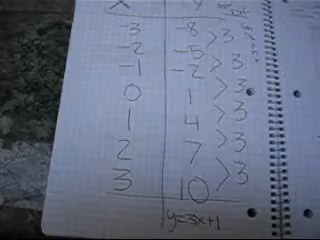 X y
-3 -8 >3
-2 -5 > 3
-1 -2 > 3
0 1 > 3
1 4 > 3
2 7 > 3
3 10
y=3x+1